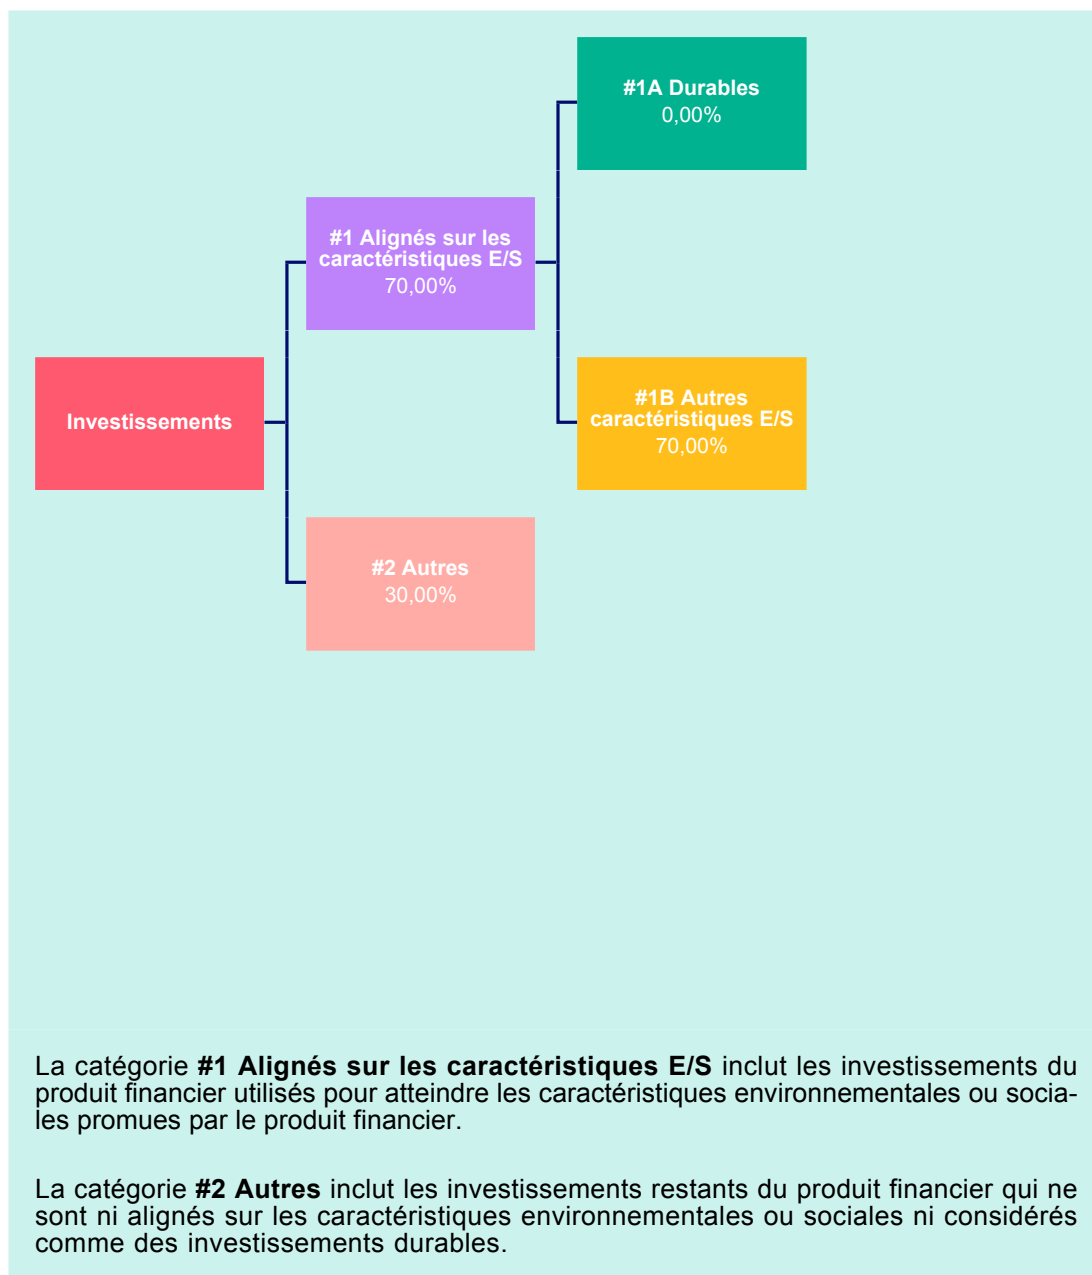 #1A Durables
0,00%
#1 Alignés sur les
caractéristiques E/S
70,00%
Investissements
#1B Autres
caractéristiques E/S
70,00%
#2 Autres
30,00%
La catégorie #1 Alignés sur les caractéristiques E/S inclut les investissements du
produit financier utilisés pour atteindre les caractéristiques environnementales ou socia-
les promues par le produit financier.
La catégorie #2 Autres inclut les investissements restants du produit financier qui ne
sont ni alignés sur les caractéristiques environnementales ou sociales ni considérés
comme des investissements durables.